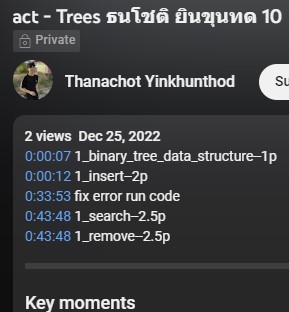 act - Trees ธนโชติ ยินขุนทด 10
Private
Thanachot Yinkhunthod
Su
2 views Dec 25, 2022
0:00:07 1_binary_tree_data_structure--1p
0:00:12 1_insert--2p
0:33:53 fix error run code
0:43:48 1_search--2.5p
0:43:48 1_remove--2.5p
Key moments